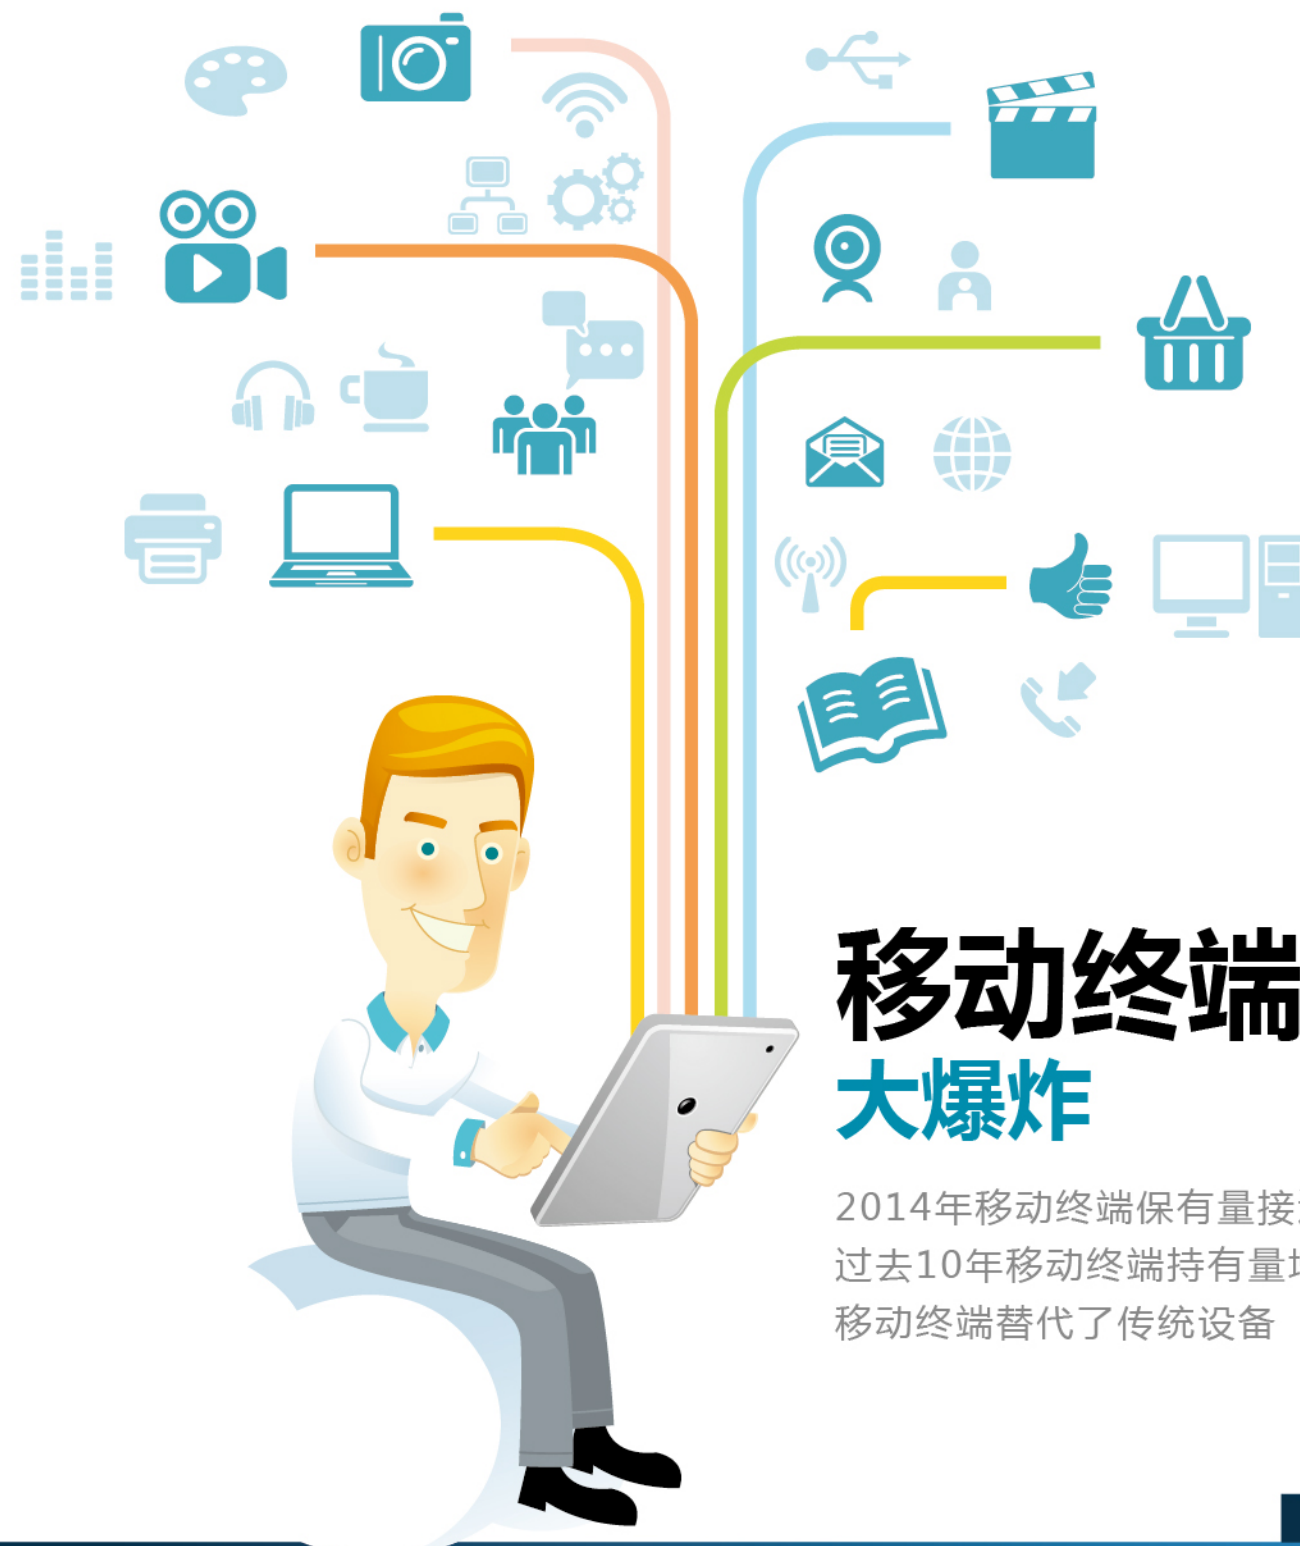 移动终端
大爆炸
2014年移动终端保有量接
过去10年移动终端持有量
移动终端替代了传统设备